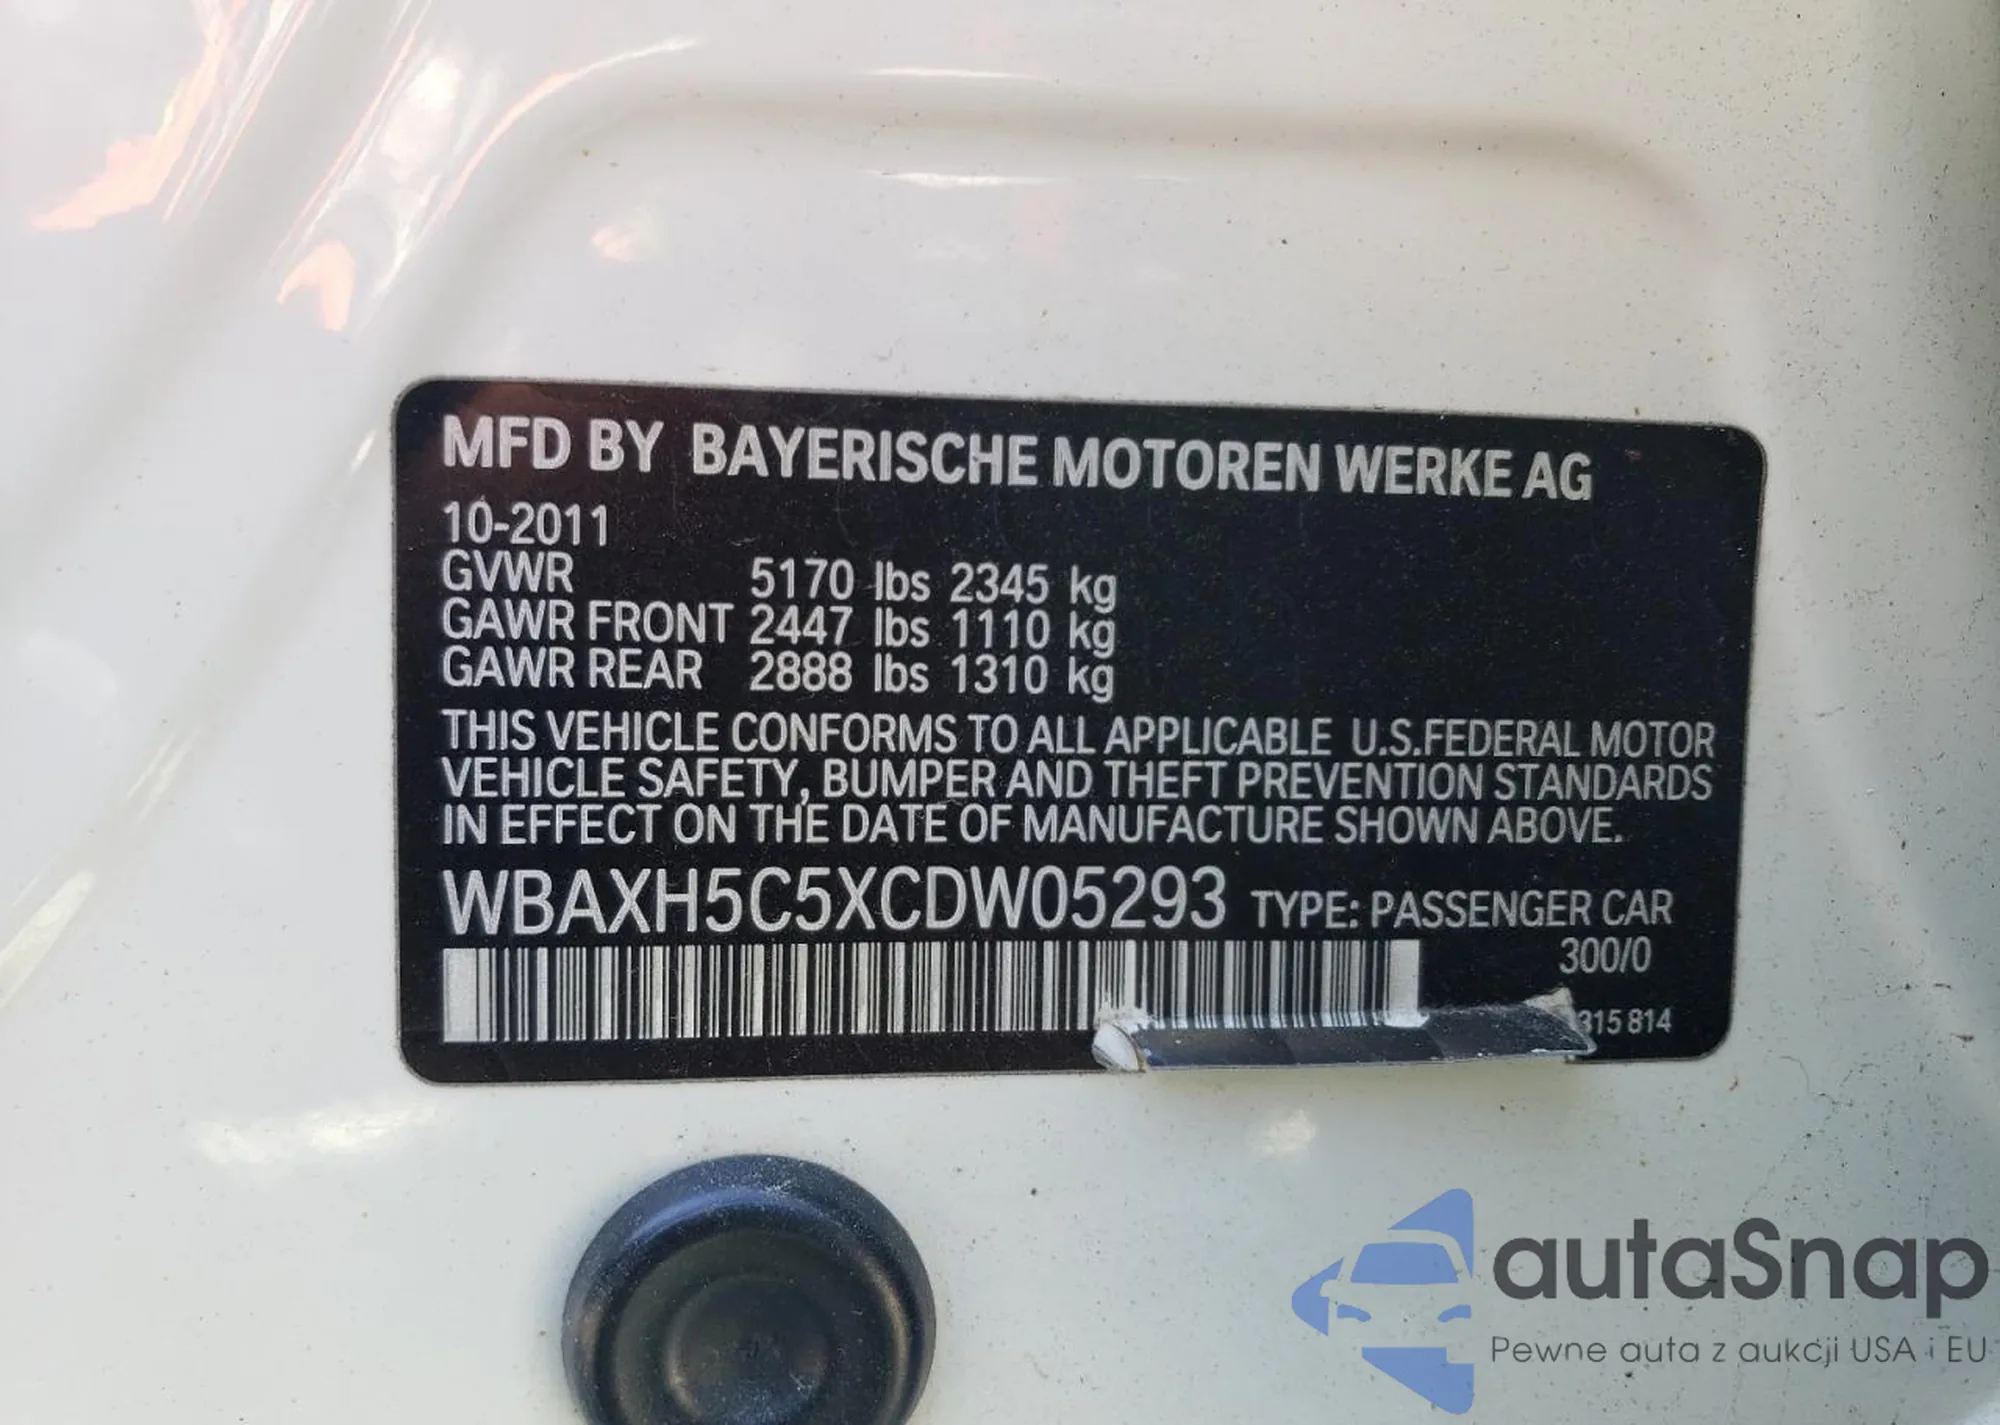 MFD BY BAYERISCHE MOTOREN WERKE AG
10-2011
GVWR 5170 lbs 2345 kg
GAWR FRONT 2447 lbs 1110 kg
GAWR REAR 2888 lbs 1310 kg
THIS VEHICLE CONFORMS TO ALL APPLICABLE U.S.FEDERAL MOTOR
VEHICLE SAFETY, BUMPER AND THEFT PREVENTION STANDARDS
IN EFFECT ON THE DATE OF MANUFACTURE SHOWN ABOVE.
WBAXH5C5XCDW05293 TYPE: PASSENGER CAR
300/0
315 814
autaSnap
Pewne auta z aukcji USA i EU